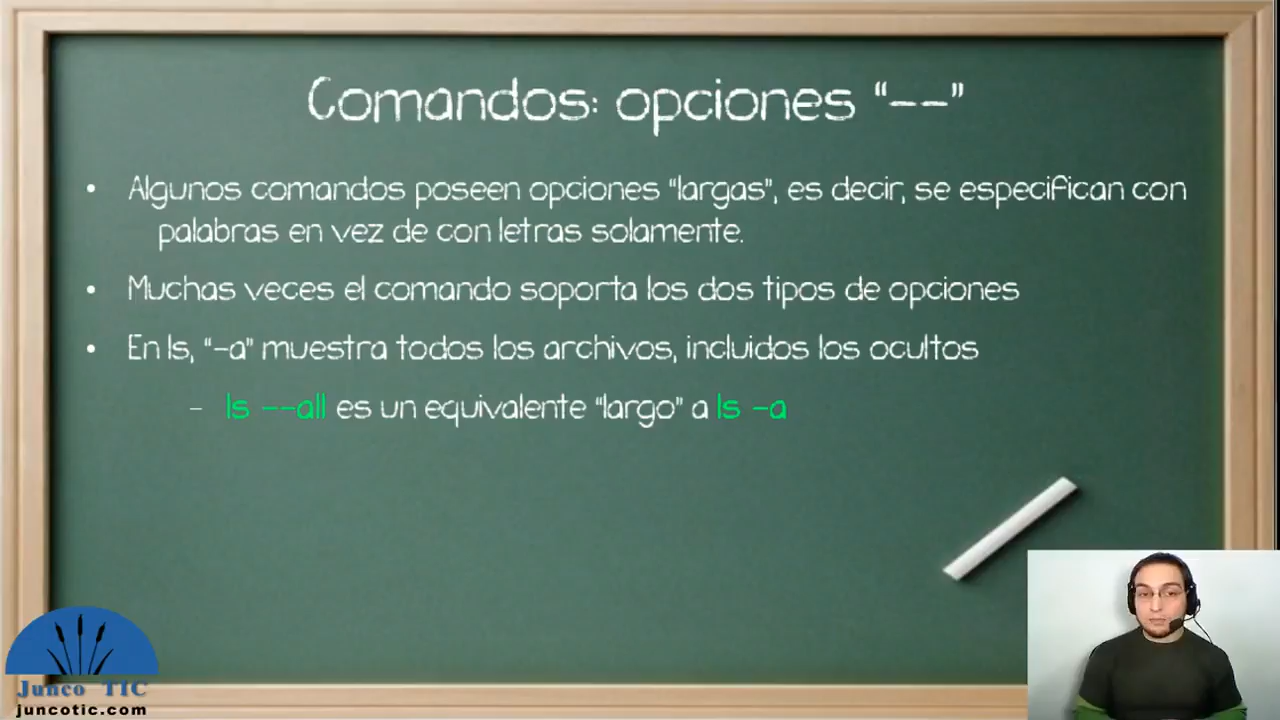 Comandos: opciones “--”
• Algunos comandos poseen opciones “largas”, es decir, se especifican con
palabras en vez de con letras solamente.
• Muchas veces el comando soporta los dos tipos de opciones
• En ls, “-a” muestra todos los archivos, incluidos los ocultos
– ls --all es un equivalente “largo” a ls -a
Junco TIC
juncotic.com